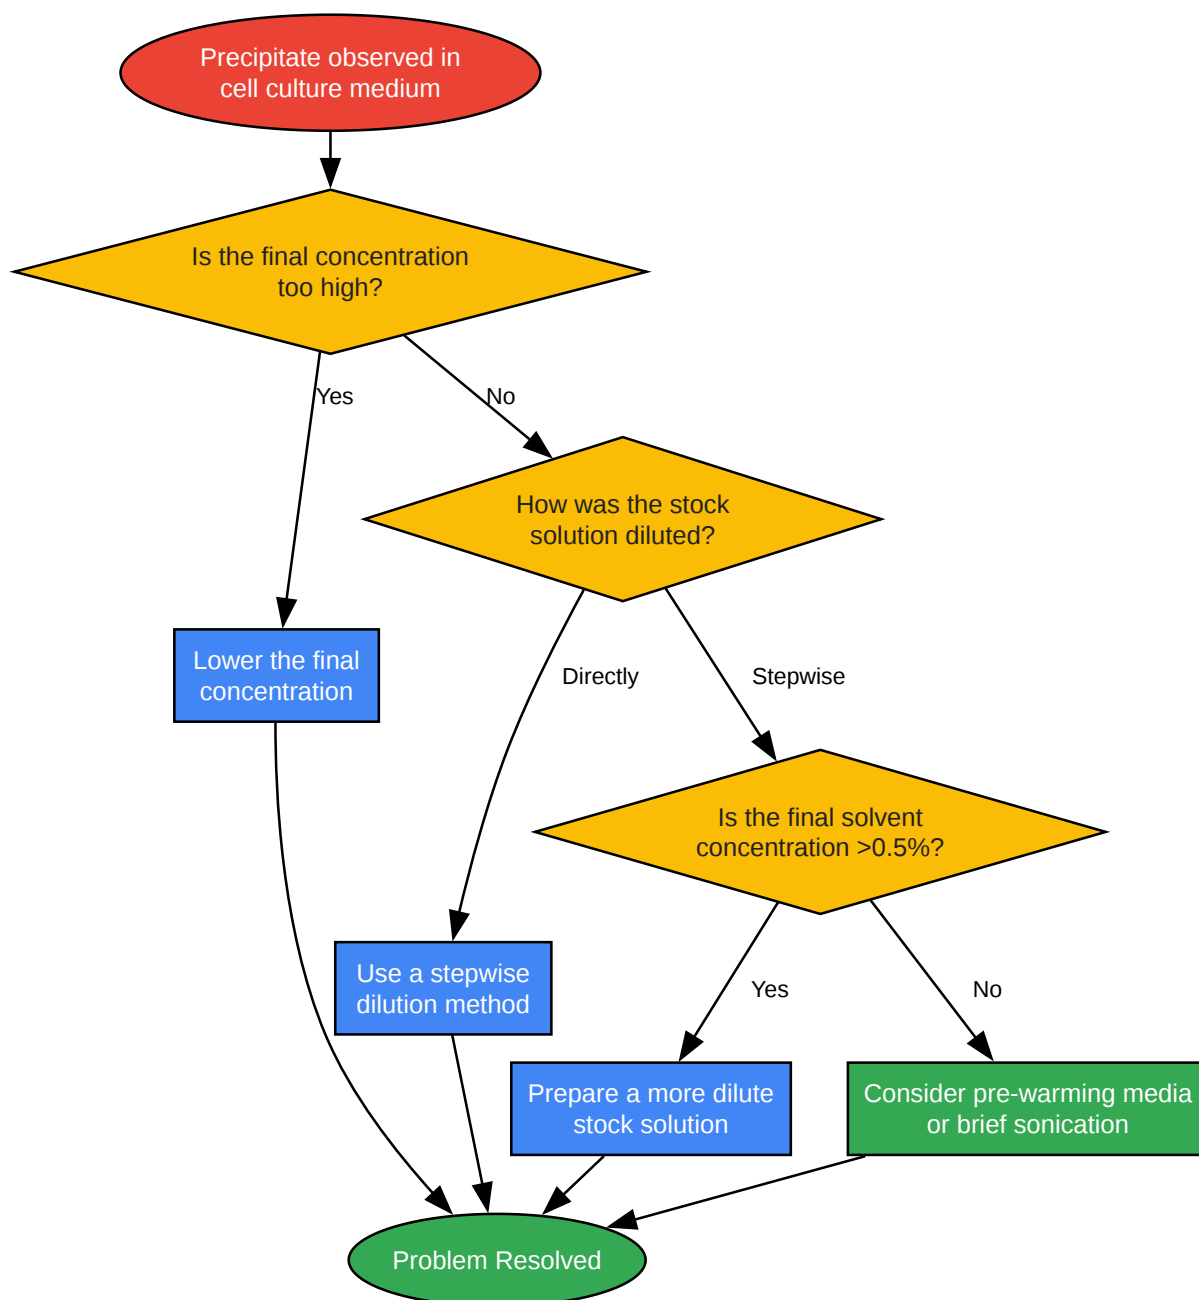 Precipitate observed in
cell culture medium
Is the final concentration
too high?
Yes
No
How was the stock
solution diluted?
Lower the final
concentration
Directly
Stepwise
Is the final solvent
concentration >0.5%?
Use a stepwise
dilution method
Yes
No
Prepare a more dilute
stock solution
Consider pre-warming media
or brief sonication
Problem Resolved